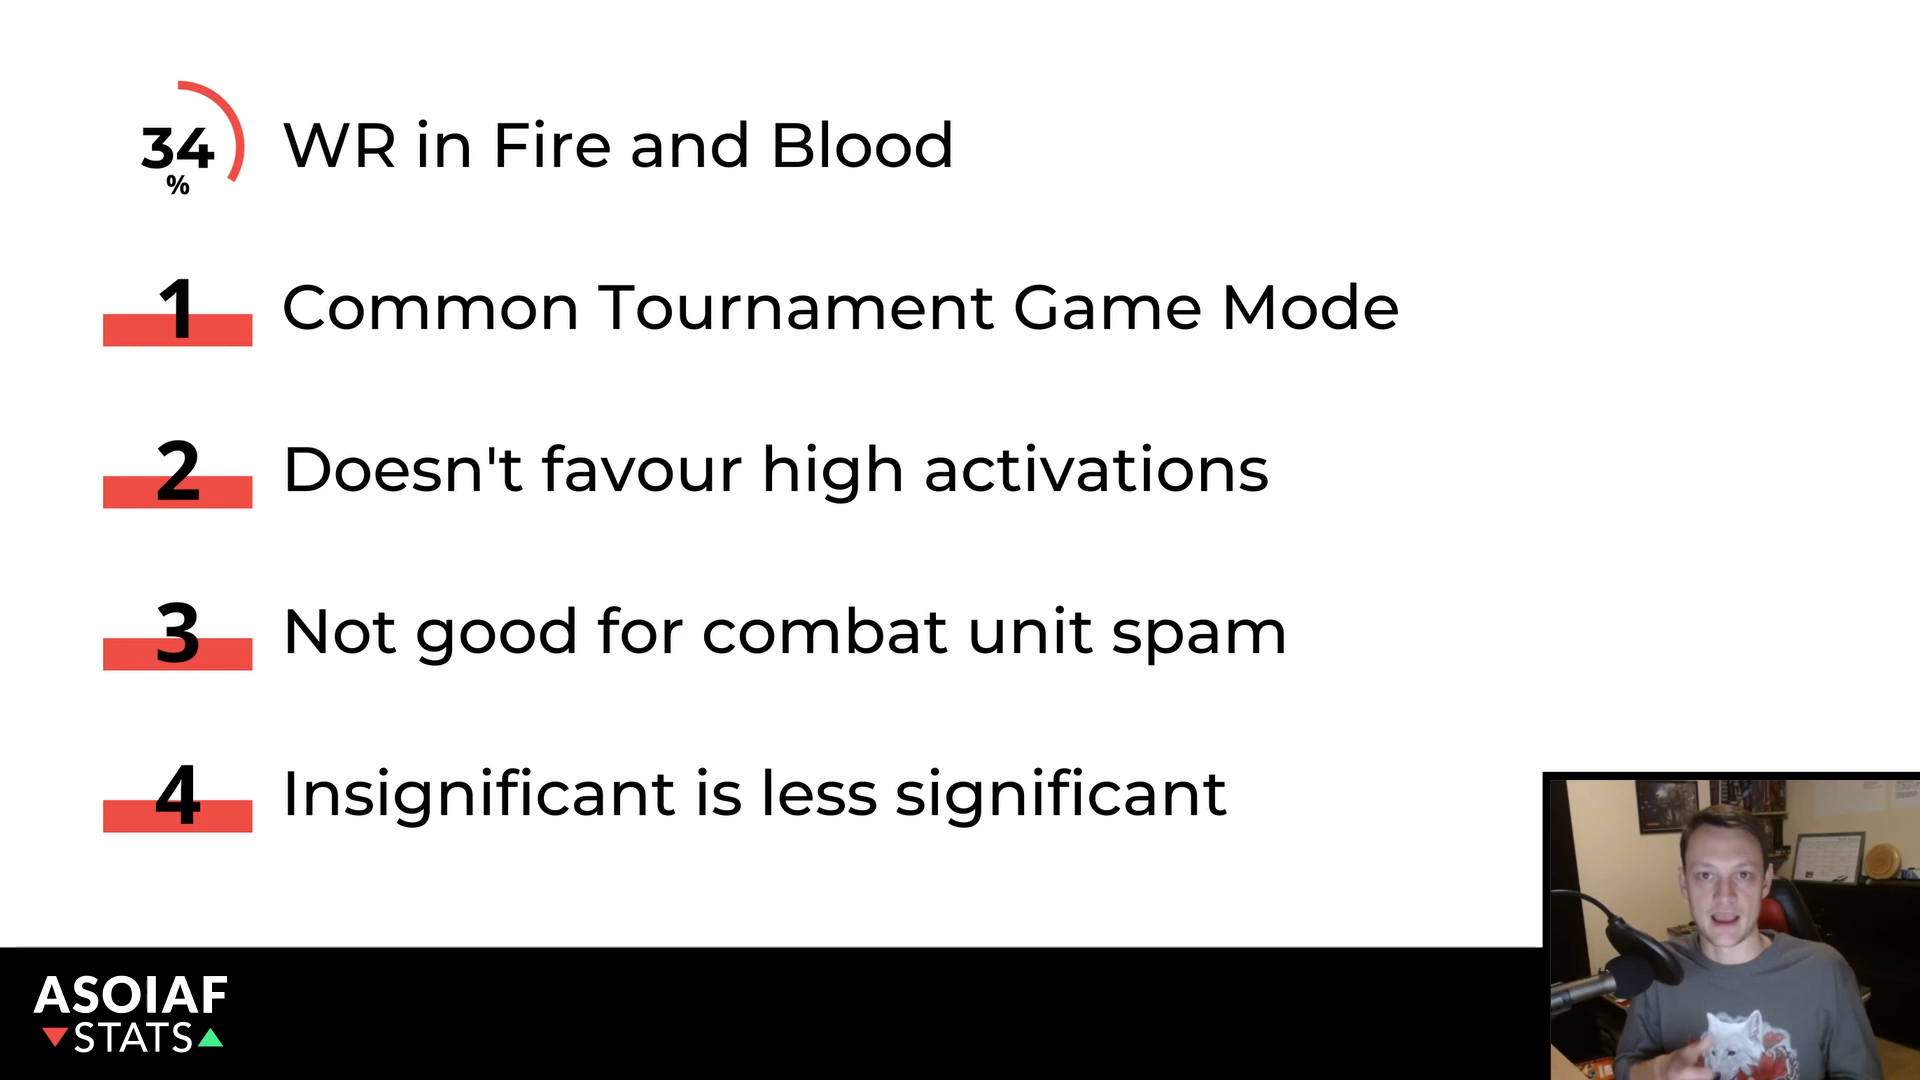 34
%
WR in Fire and Blood
1
Common Tournament Game Mode
2
Doesn't favour high activations
3
Not good for combat unit spam
4
Insignificant is less significant
ASOIAF
STATS